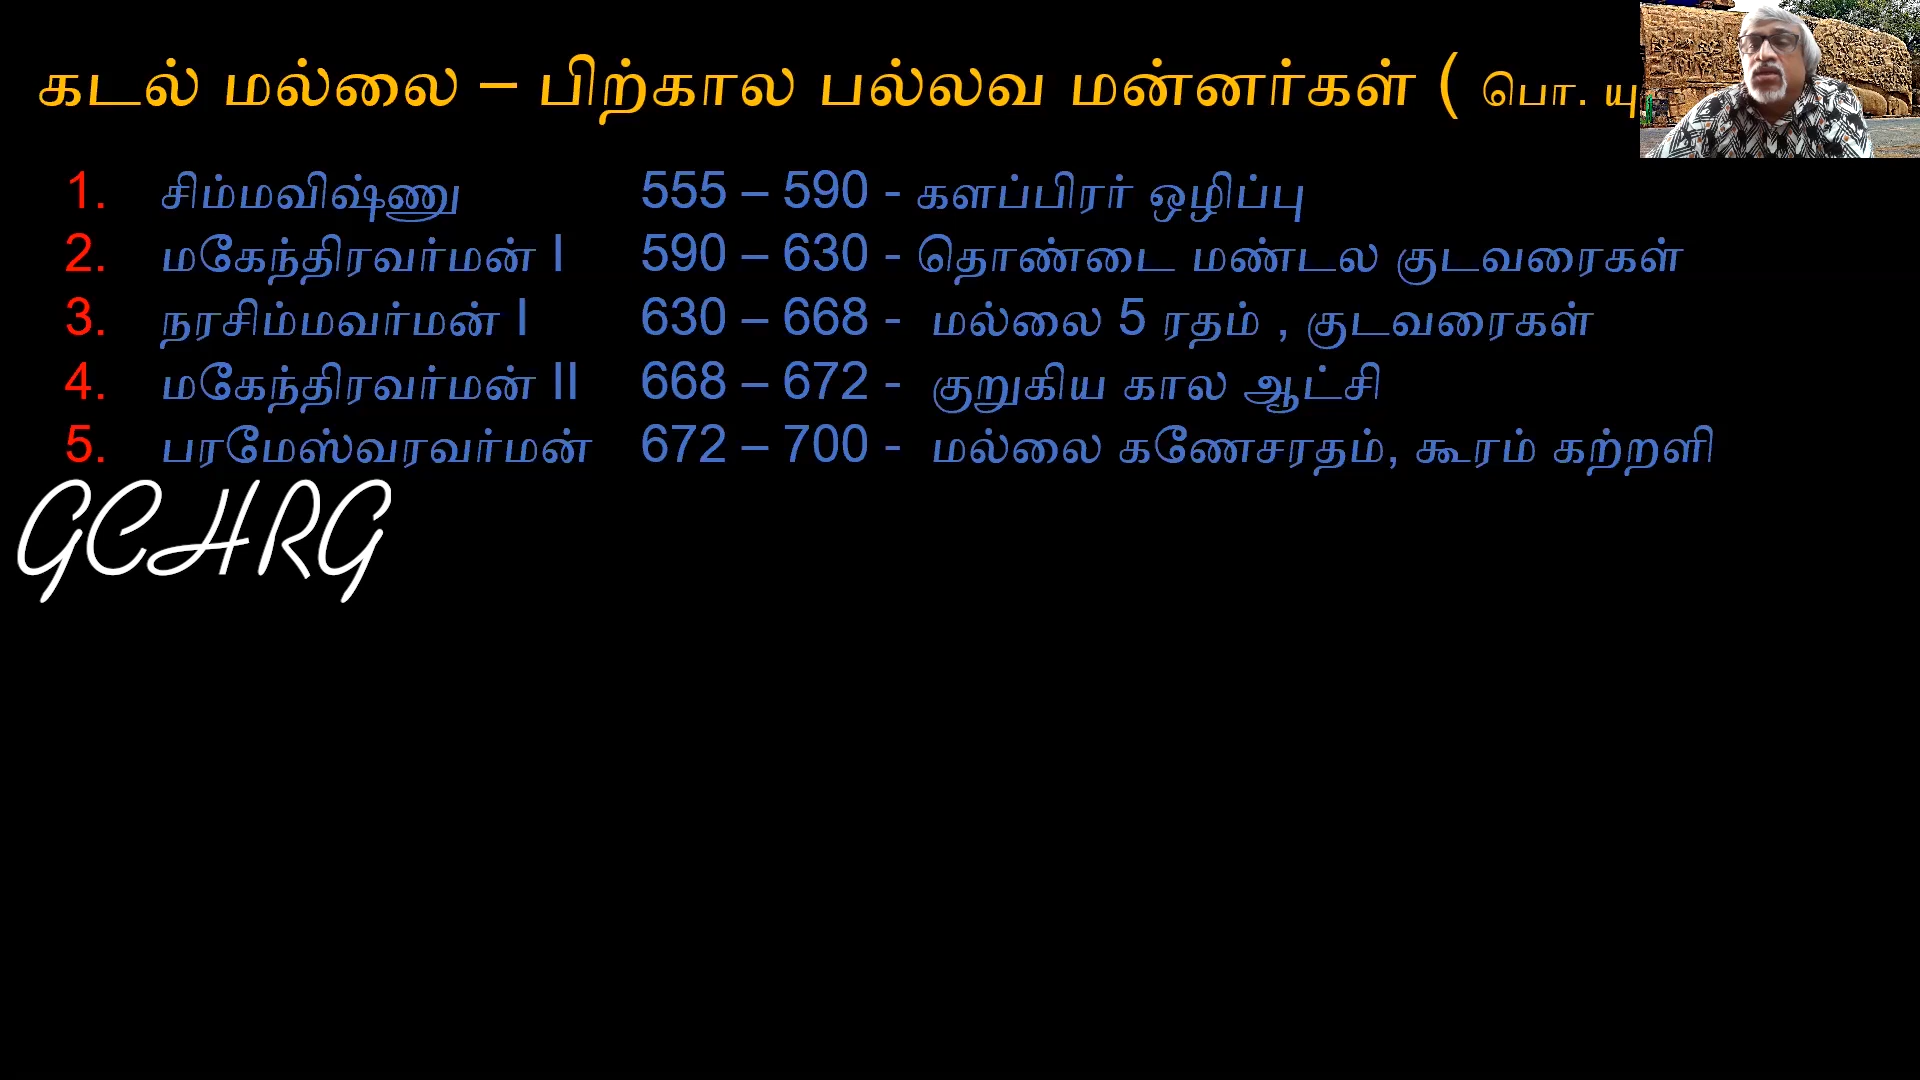 கடல் மல்லை – பிற்கால பல்லவ மன்னர்கள் ( பொ. யு
1. சிம்மவிஷ்ணு 555 – 590 - களப்பிரர் ஒழிப்பு
2. மகேந்திரவர்மன் I 590 – 630 - தொண்டை மண்டல குடவரைகள்
3. நரசிம்மவர்மன் I 630 – 668 - மல்லை 5 ரதம் , குடவரைகள்
4. மகேந்திரவர்மன் II 668 – 672 - குறுகிய கால ஆட்சி
5. பரமேஸ்வரவர்மன் 672 – 700 - மல்லை கணேசரதம், கூரம் கற்றளி
GCHRG